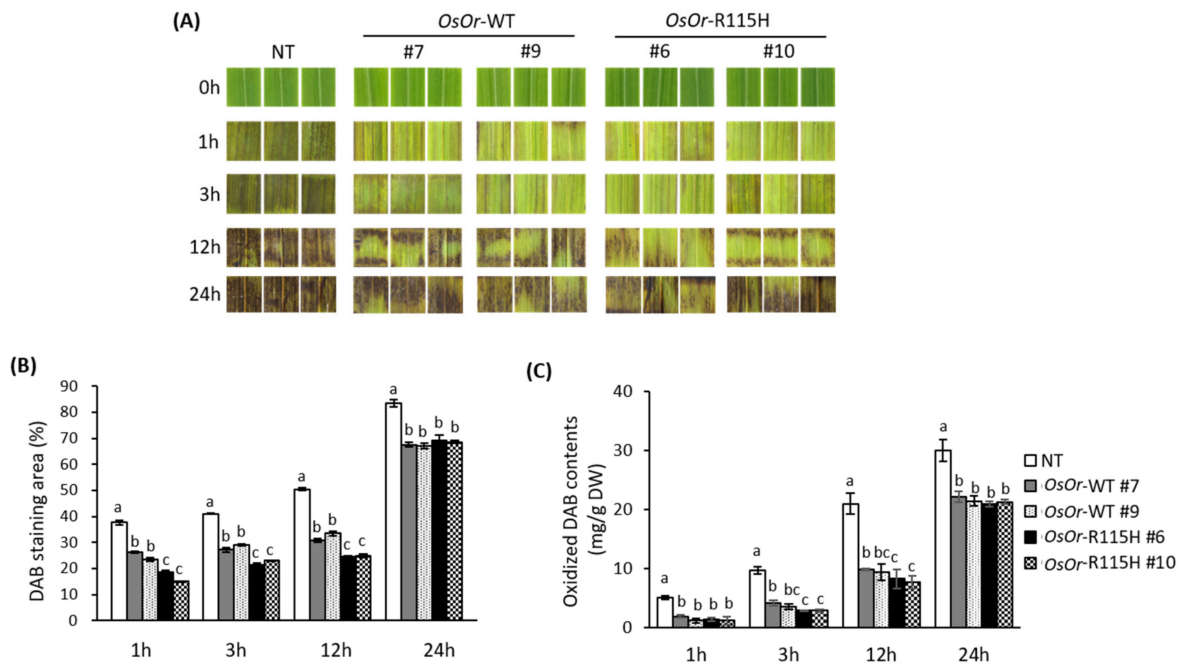 (A)
OsOr-WT
OsOr-R115H
NT
#7
#9
#6
#10
0h
1h
3h
12h
24h
(B)
DAB staining area (%)
90
80
70
60
50
40
30
20
10
0
a
b
b
c
c
a
b
b
c
c
a
b
b
c
c
a
b
b
b
b
1h
3h
12h
24h
(C)
Oxidized DAB contents
(mg/g DW)
40
30
20
10
0
a
b
b
b
b
a
b
bc
c
c
a
b
bc
c
c
a
b
b
b
b
1h
3h
12h
24h
NT
OsOr-WT #7
OsOr-WT #9
OsOr-R115H #6
OsOr-R115H #10